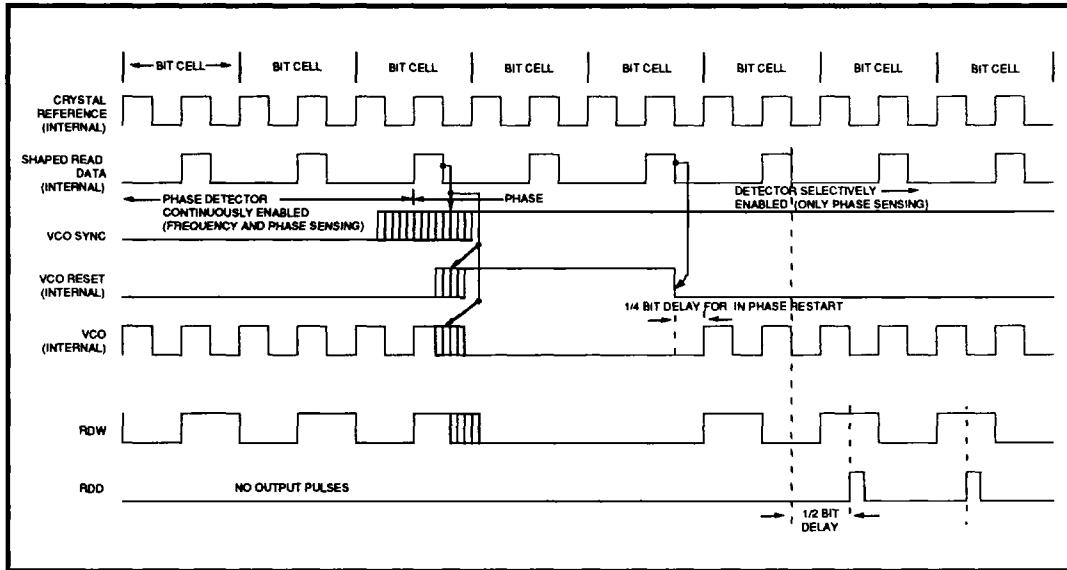 BIT CELL BIT CELL BIT CELL BIT CELL BIT CELL BIT CELL BIT CELL BIT CELL
CRYSTAL
REFERENCE
(INTERNAL)
SHAPED READ
DATA
(INTERNAL)
PHASE DETECTOR
CONTINUOUSLY ENABLED
(FREQUENCY AND PHASE SENSING)
PHASE
DETECTOR SELECTIVELY
ENABLED (ONLY PHASE SENSING)
VCO SYNC
VCO RESET
(INTERNAL)
1/4 BIT DELAY FOR IN PHASE RESTART
VCO
(INTERNAL)
RDW
RDD
NO OUTPUT PULSES
1/2 BIT
DELAY